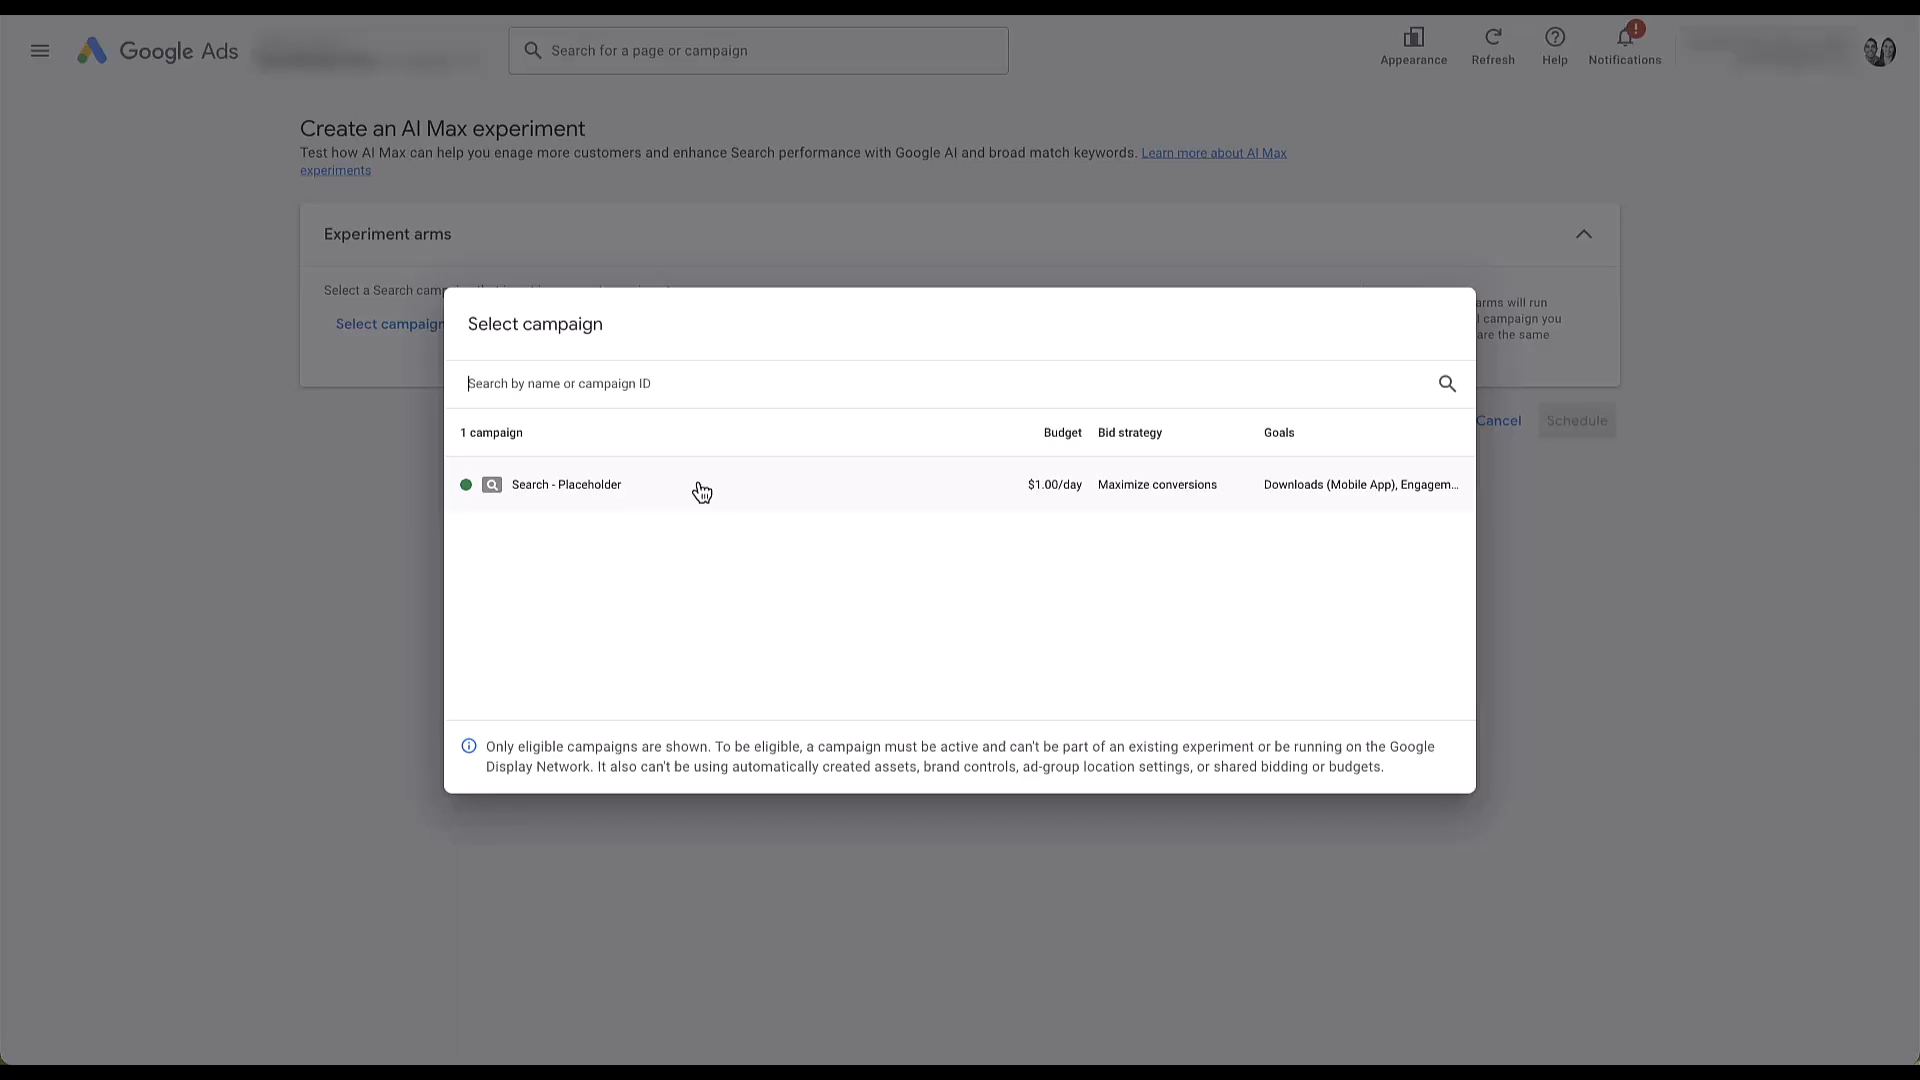 Google Ads
Search for a page or campaign
Appearance
Refresh
Help
!
Notifications
Create an AI Max experiment
Test how AI Max can help you enage more customers and enhance Search performance with Google AI and broad match keywords. Learn more about AI Max
experiments
Experiment arms
Select a Search
arms will run
campaign you
are the same
Select campaign
Cancel
Schedule
Select campaign
Search by name or campaign ID
1 campaign
Budget
Bid strategy
Goals
Search - Placeholder
$1.00/day
Maximize conversions
Downloads (Mobile App), Engagem...
Only eligible campaigns are shown. To be eligible, a campaign must be active and can't be part of an existing experiment or be running on the Google
Display Network. It also can't be using automatically created assets, brand controls, ad-group location settings, or shared bidding or budgets.